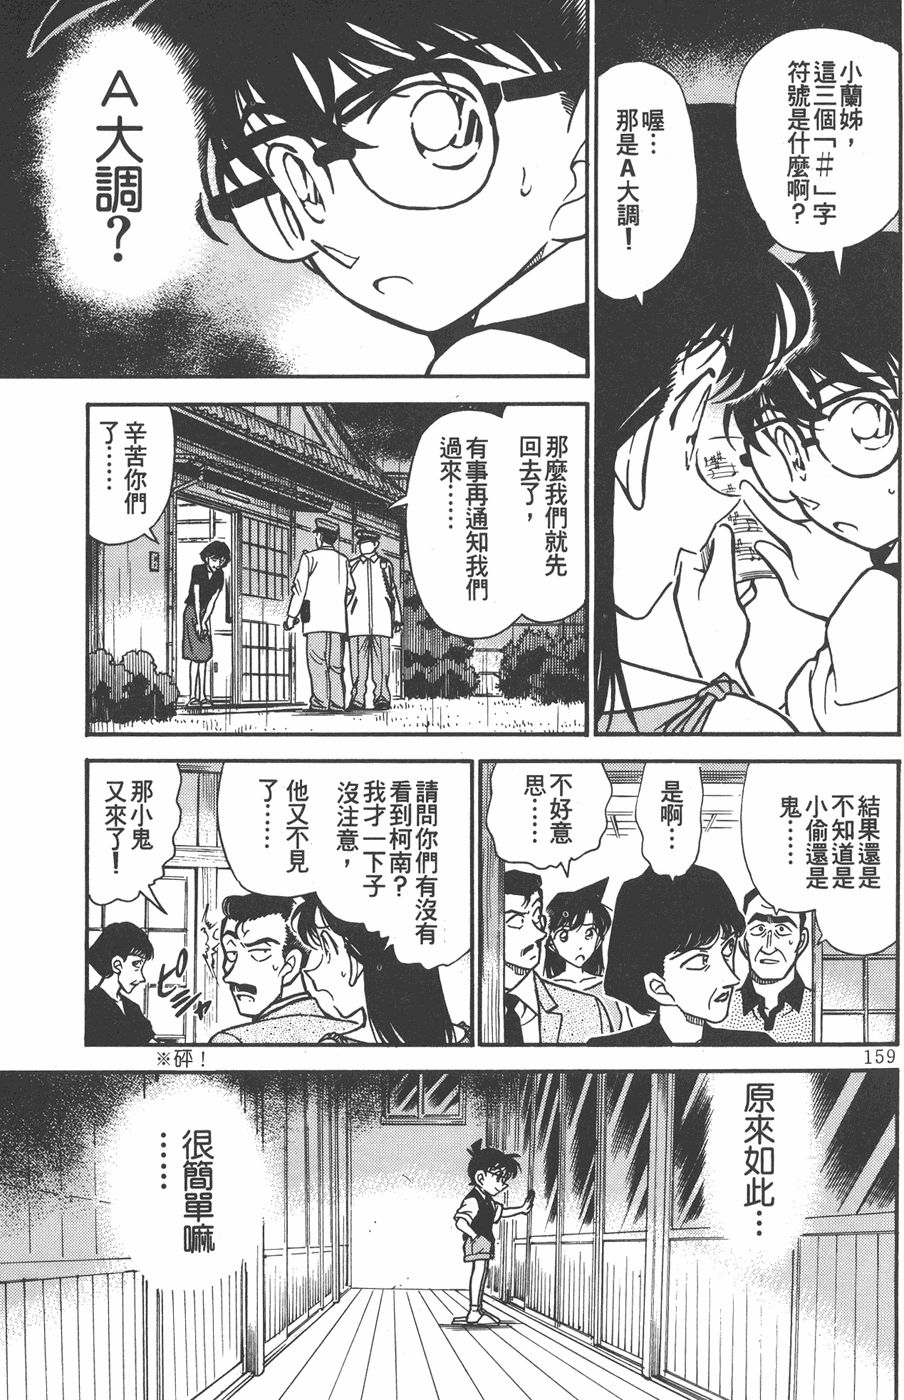 小蘭姊，
這三個「＃」字
符號是什麼啊？
喔…
那是A大調！
A大調？
那麼我們就先
回去了，
有事再通知我們
過來……
辛苦你們
了……
結果還是
不知道是
小偷還是
鬼……
是啊…
不好意
思……
請問你們有沒有
看到柯南？
我才一下子
沒注意，
他又不見
了……
那小鬼
又來了！
ピクッ
※砰！
159
原來如此…
很簡單嘛
……